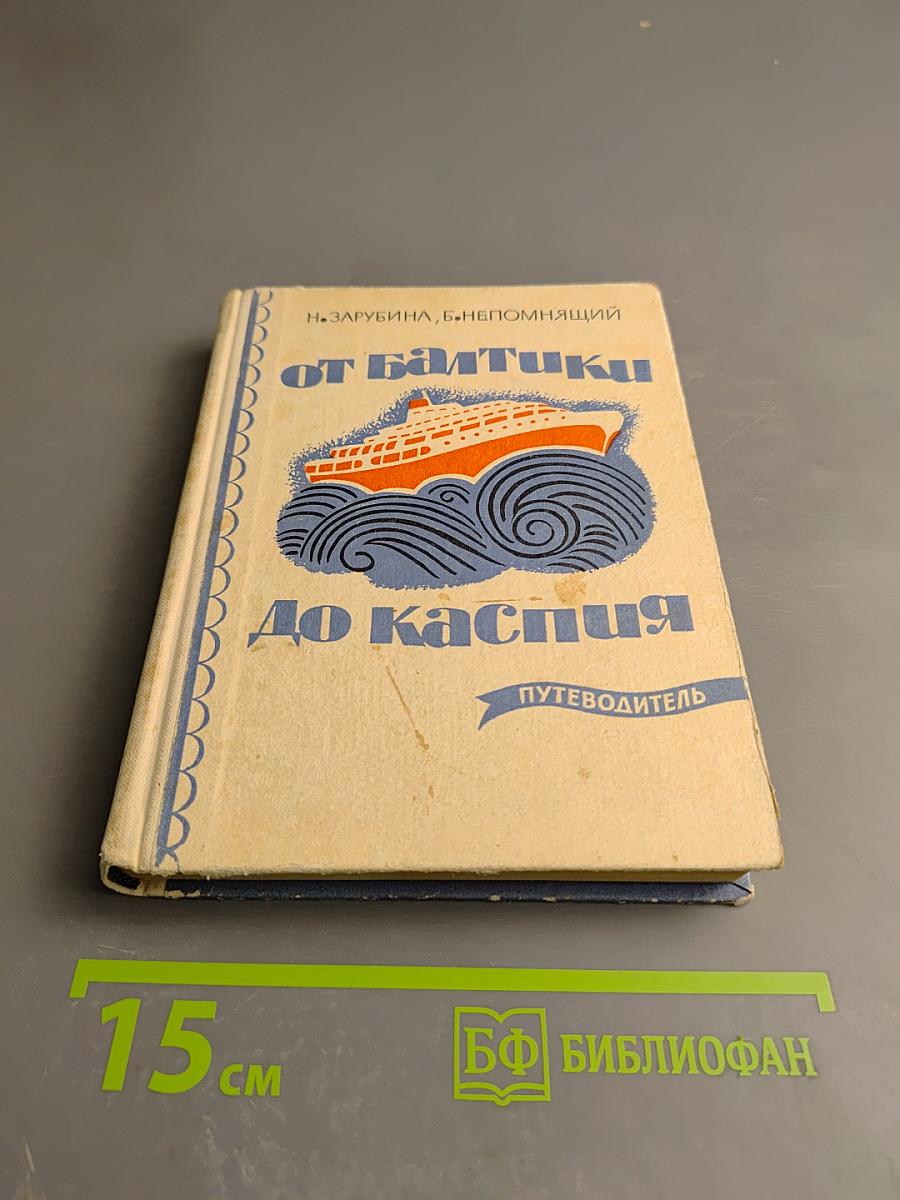 Н.ЗАРУБИНА, Б.НЕПОМНЯЩИЙ
ОТ БАЛТИКИ
ДО КАСПИЯ
ПУТЕВОДИТЕЛЬ
15 СМ
БФ БИБЛИОФАН